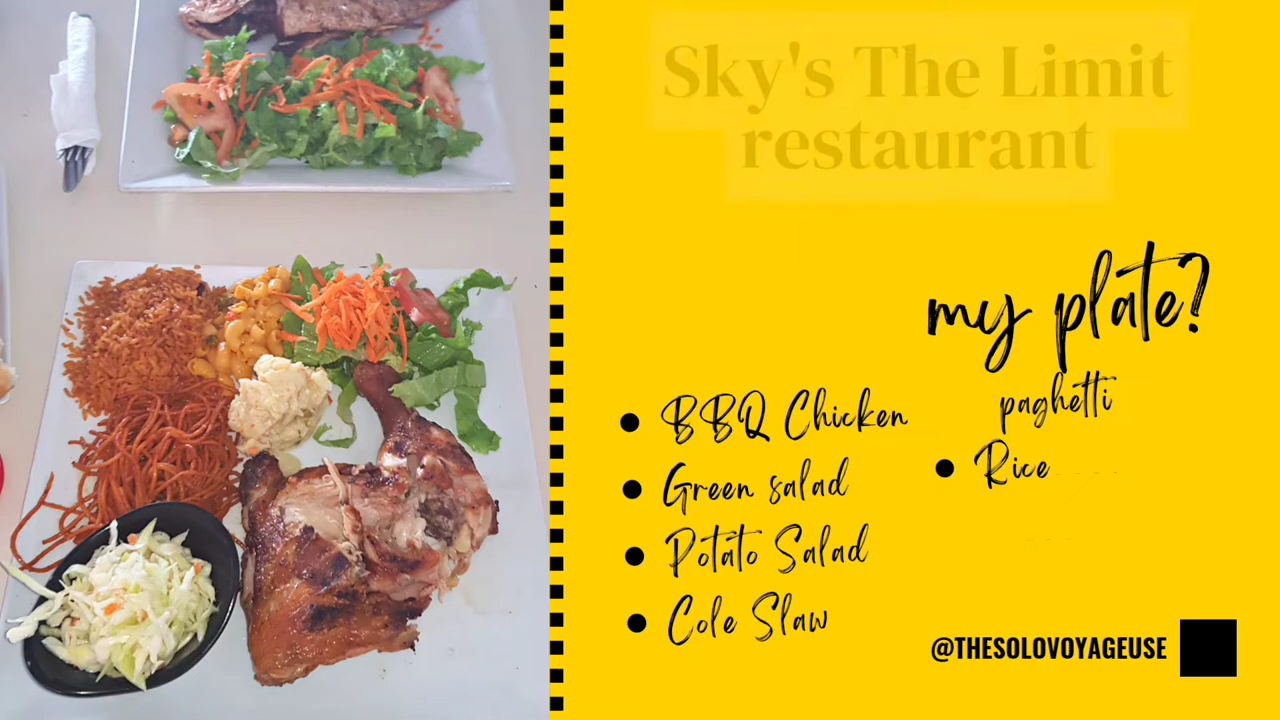 Sky's The Limit
restaurant
my plate?
BBQ Chicken
Green salad
Potato Salad
Cole Slaw
paghetti
Rice
@THESOLOVOYAGEUSE